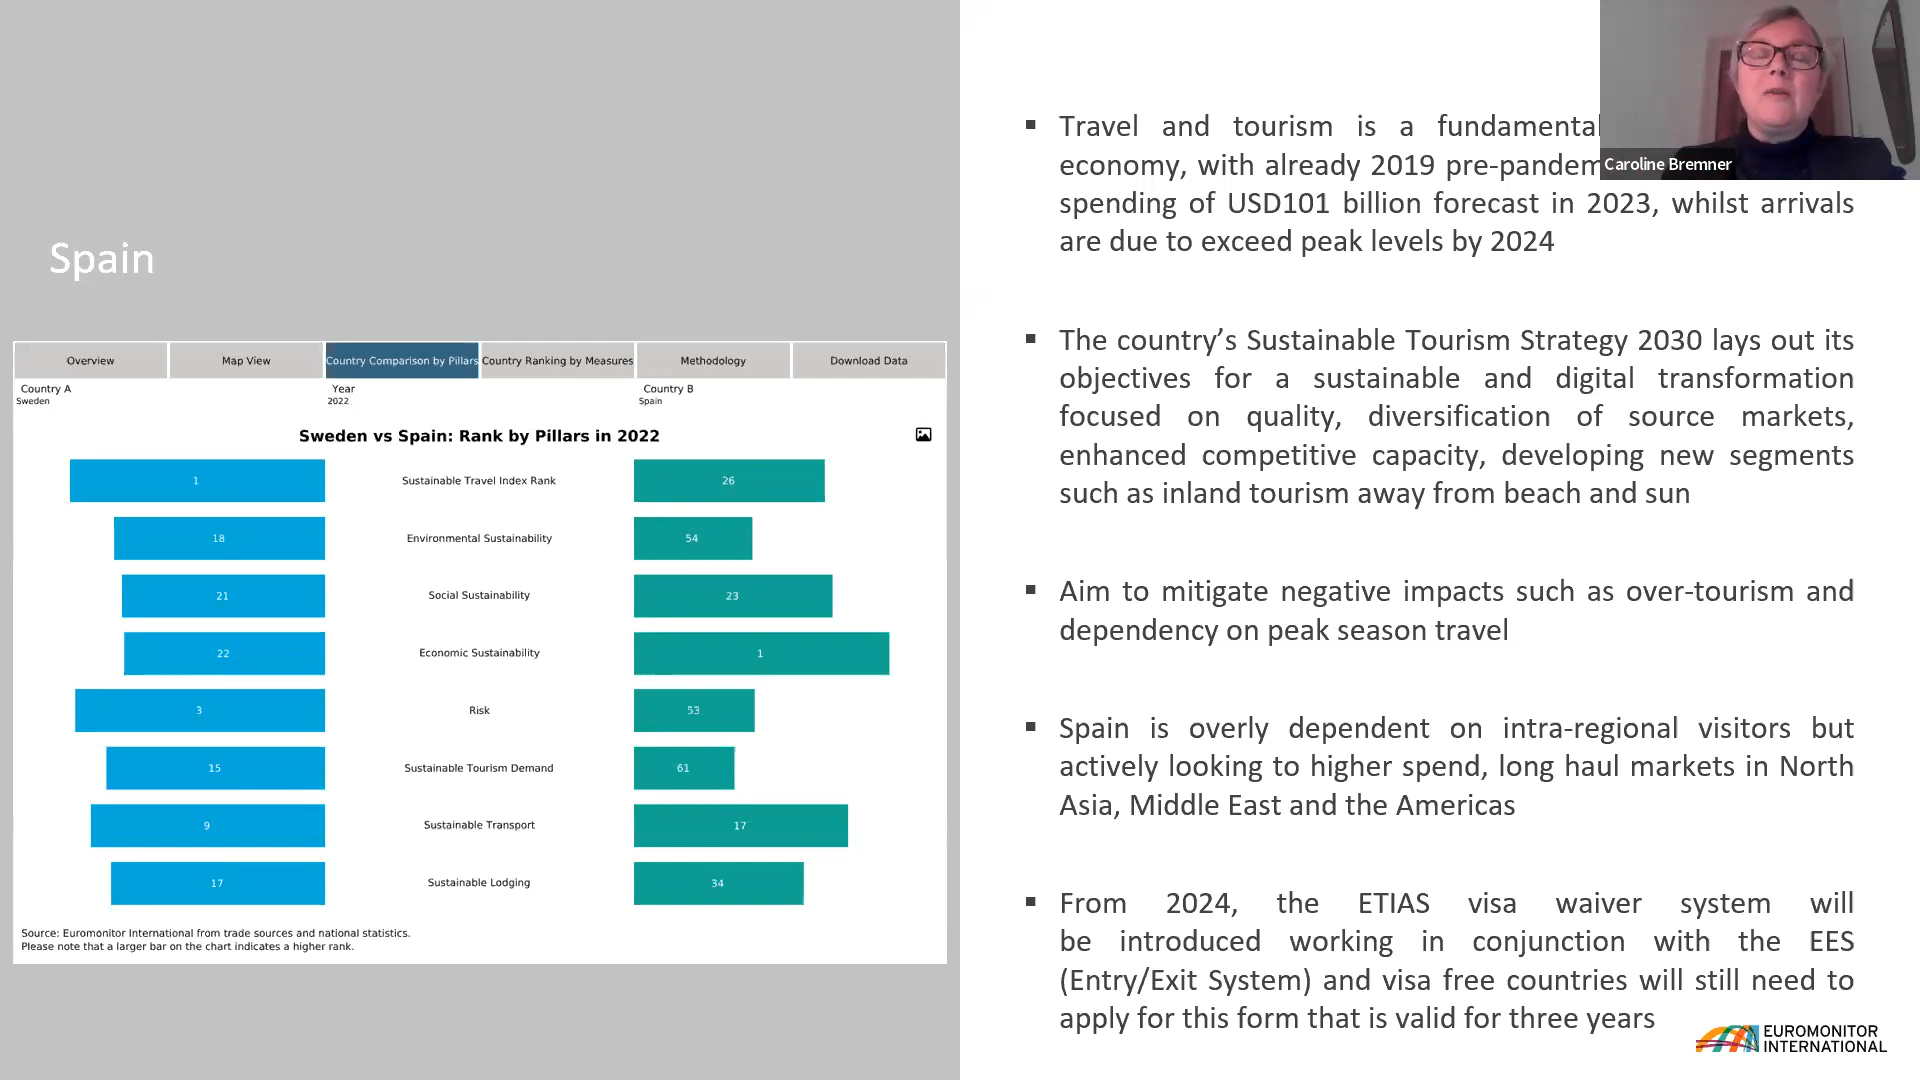 Spain
Overview
Map View
Country Comparison by Pillars
Country Ranking by Measures
Methodology
Download Data
Country A
Sweden
Year
2022
Country B
Spain
Sweden vs Spain: Rank by Pillars in 2022
1 Sustainable Travel Index Rank 26
18 Environmental Sustainability 54
21 Social Sustainability 23
22 Economic Sustainability 1
3 Risk 53
15 Sustainable Tourism Demand 61
9 Sustainable Transport 17
17 Sustainable Lodging 34
Source: Euromonitor International from trade sources and national statistics.
Please note that a larger bar on the chart indicates a higher rank.
▪ Travel and tourism is a fundamental
economy, with already 2019 pre-pandem
spending of USD101 billion forecast in 2023, whilst arrivals
are due to exceed peak levels by 2024
▪ The country’s Sustainable Tourism Strategy 2030 lays out its
objectives for a sustainable and digital transformation
focused on quality, diversification of source markets,
enhanced competitive capacity, developing new segments
such as inland tourism away from beach and sun
▪ Aim to mitigate negative impacts such as over-tourism and
dependency on peak season travel
▪ Spain is overly dependent on intra-regional visitors but
actively looking to higher spend, long haul markets in North
Asia, Middle East and the Americas
▪ From 2024, the ETIAS visa waiver system will
be introduced working in conjunction with the EES
(Entry/Exit System) and visa free countries will still need to
apply for this form that is valid for three years
Caroline Bremner
EUROMONITOR
INTERNATIONAL